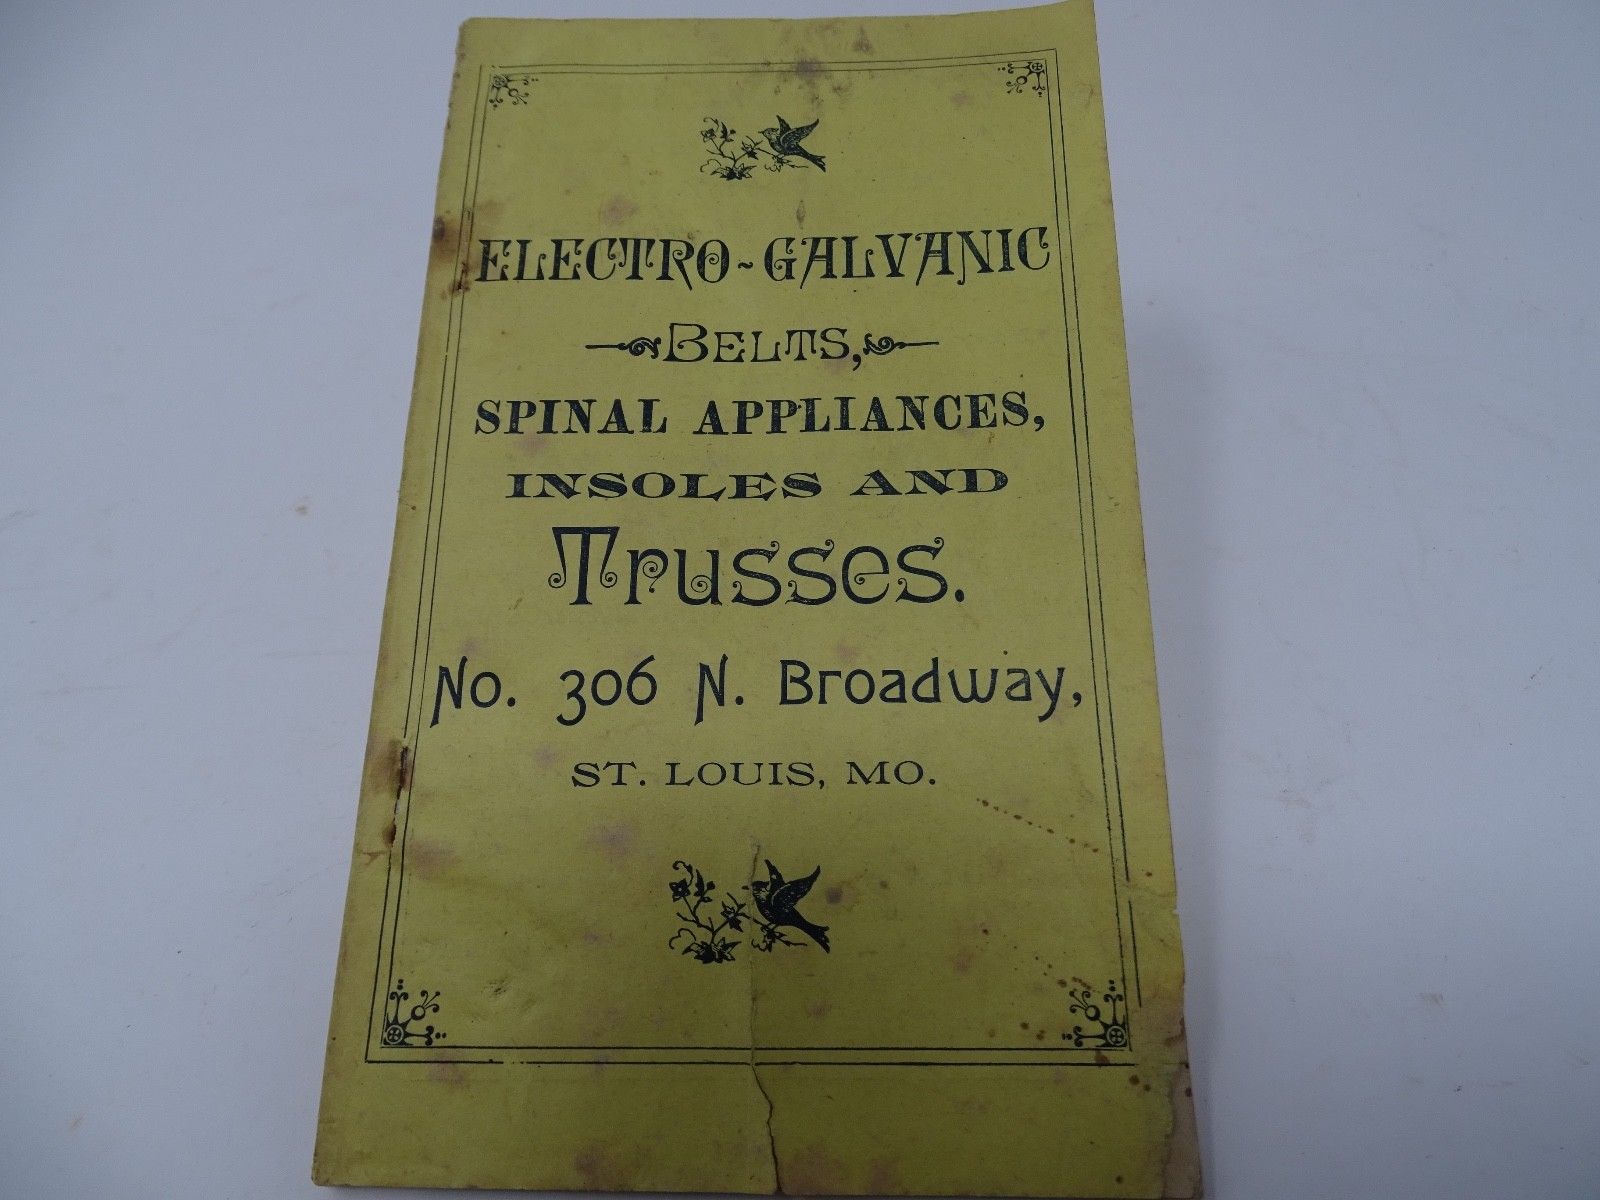 ELECTRO-GALVANIC
BELTS,
SPINAL APPLIANCES,
INSOLES AND
Trusses.
No. 306 N. Broadway,
ST. LOUIS, MO.